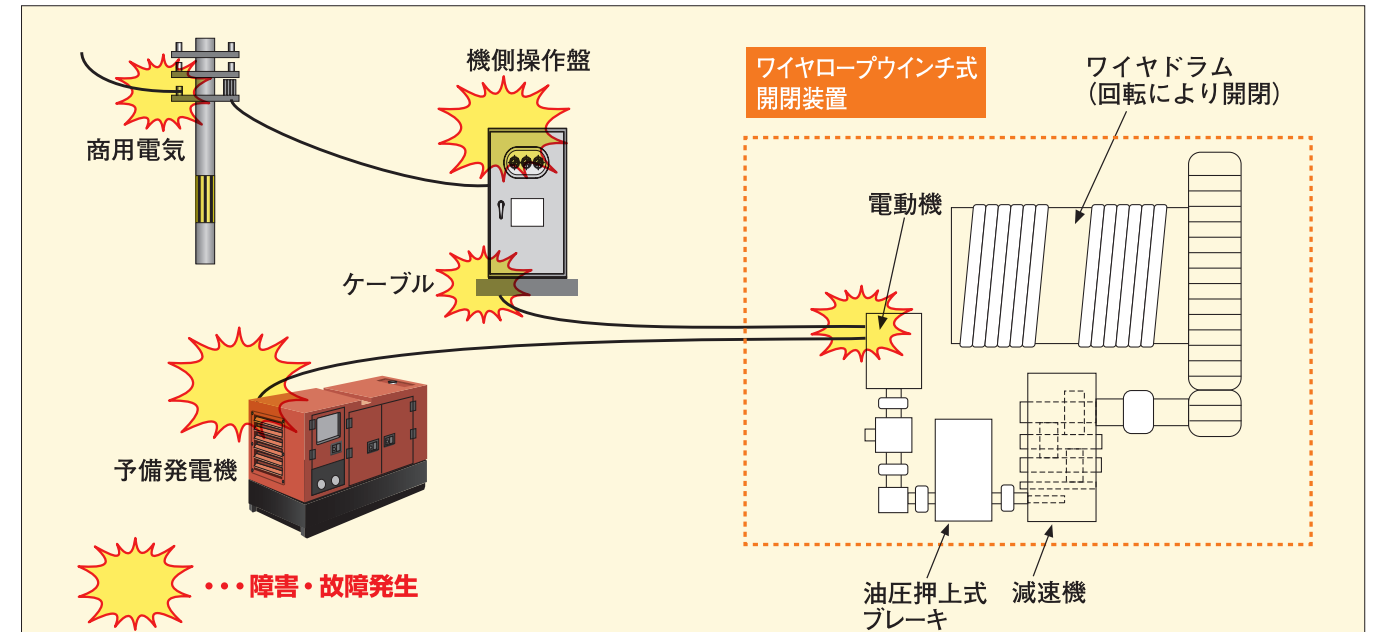 機側操作盤
ワイヤロープウインチ式
開閉装置
ワイヤドラム
(回転により開閉)
商用電気
電動機
ケーブル
予備発電機
・・・障害・故障発生
油圧押上式
ブレーキ
減速機